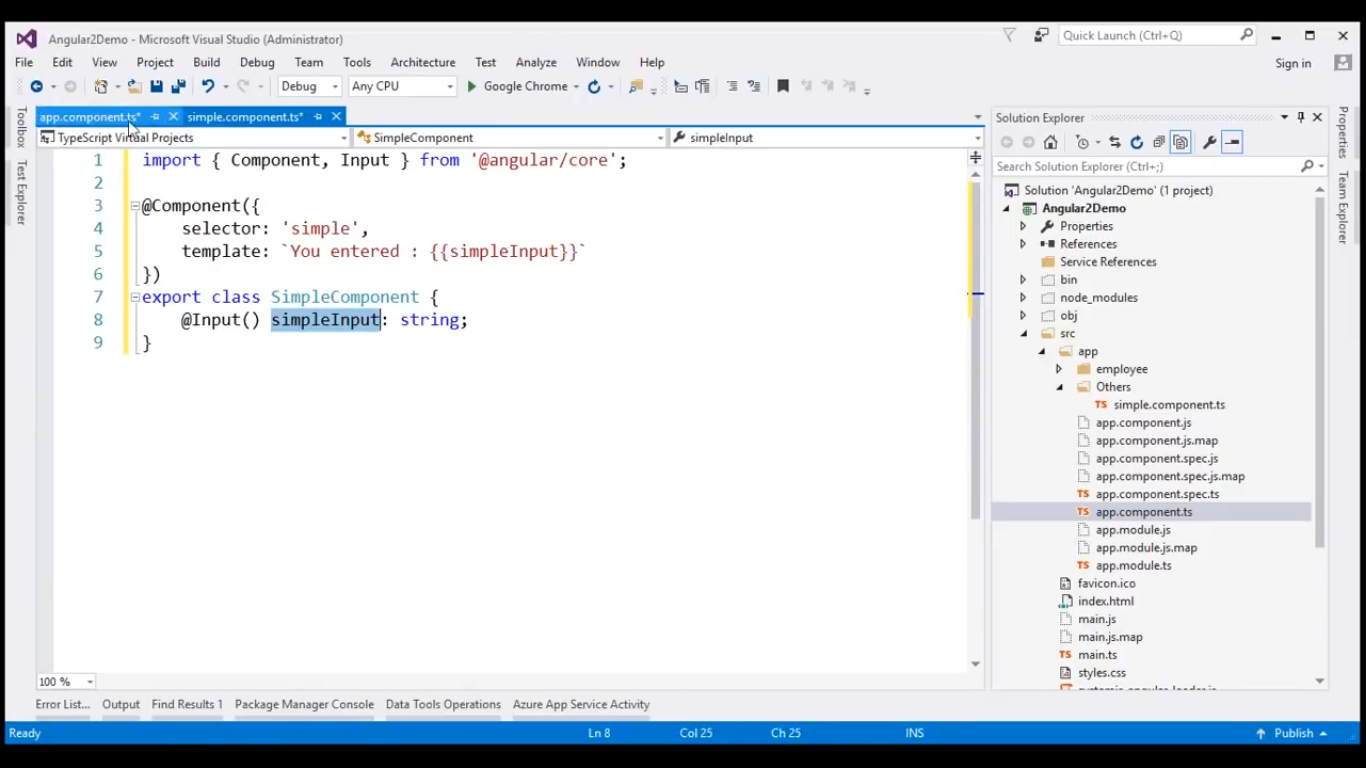 Angular2Demo - Microsoft Visual Studio (Administrator)
Quick Launch (Ctrl+Q)
File Edit View Project Build Debug Team Tools Architecture Test Analyze Window Help
Sign in
Debug Any CPU Google Chrome
app.component.ts* simple.component.ts*
TypeScript Virtual Projects SimpleComponent simpleInput
Toolbox
Test Explorer
1 import { Component, Input } from '@angular/core';
2
3 @Component({
4 selector: 'simple',
5 template: `You entered : {{simpleInput}}`
6 })
7 export class SimpleComponent {
8 @Input() simpleInput: string;
9 }
100 %
Solution Explorer
Search Solution Explorer (Ctrl+;)
Solution 'Angular2Demo' (1 project)
Angular2Demo
Properties
References
Service References
bin
node_modules
obj
src
app
employee
Others
TS simple.component.ts
app.component.js
app.component.js.map
app.component.spec.js
app.component.spec.js.map
TS app.component.spec.ts
TS app.component.ts
app.module.js
app.module.js.map
TS app.module.ts
favicon.ico
index.html
main.js
main.js.map
TS main.ts
styles.css
Properties
Team Explorer
Error List... Output Find Results 1 Package Manager Console Data Tools Operations Azure App Service Activity
Ready Ln 8 Col 25 Ch 25 INS Publish